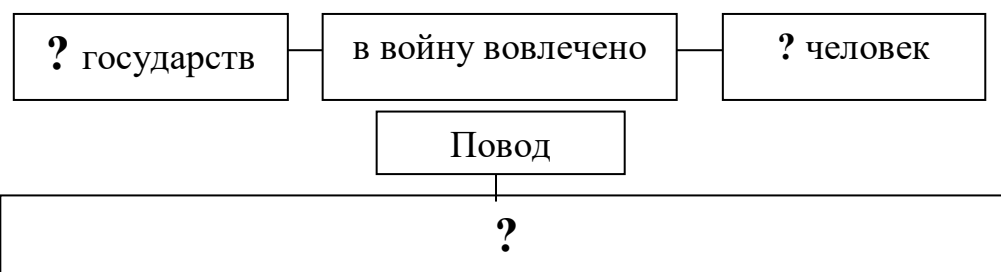 ? государств
в войну вовлечено
? человек
Повод
?